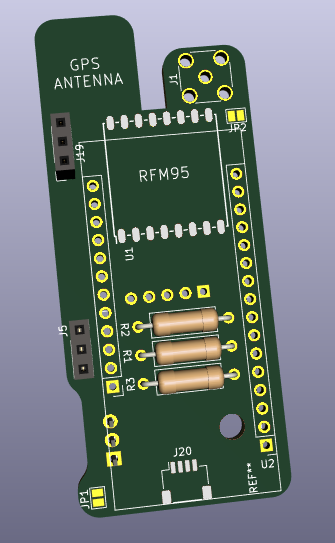 GPS
ANTENNA
J1
JP2
J19
RFM95
U1
J5
R2
R1
R3
J20
U2
REF**
JP1